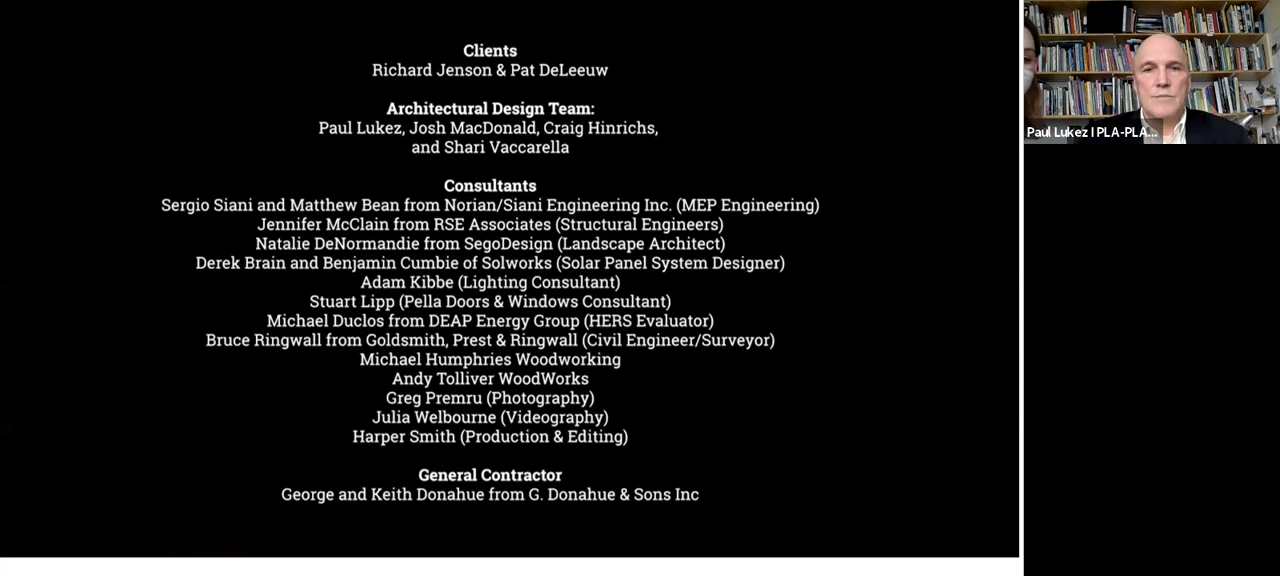 Clients
Richard Jenson & Pat DeLeeuw
Architectural Design Team:
Paul Lukez, Josh MacDonald, Craig Hinrichs,
and Shari Vaccarella
Consultants
Sergio Siani and Matthew Bean from Norian/Siani Engineering Inc. (MEP Engineering)
Jennifer McClain from RSE Associates (Structural Engineers)
Natalie DeNormandie from SegoDesign (Landscape Architect)
Derek Brain and Benjamin Cumbie of Solworks (Solar Panel System Designer)
Adam Kibbe (Lighting Consultant)
Stuart Lipp (Pella Doors & Windows Consultant)
Michael Duclos from DEAP Energy Group (HERS Evaluator)
Bruce Ringwall from Goldsmith, Prest & Ringwall (Civil Engineer/Surveyor)
Michael Humphries Woodworking
Andy Tolliver WoodWorks
Greg Premru (Photography)
Julia Welbourne (Videography)
Harper Smith (Production & Editing)
General Contractor
George and Keith Donahue from G. Donahue & Sons Inc
Paul Lukez I PLA-PLA...